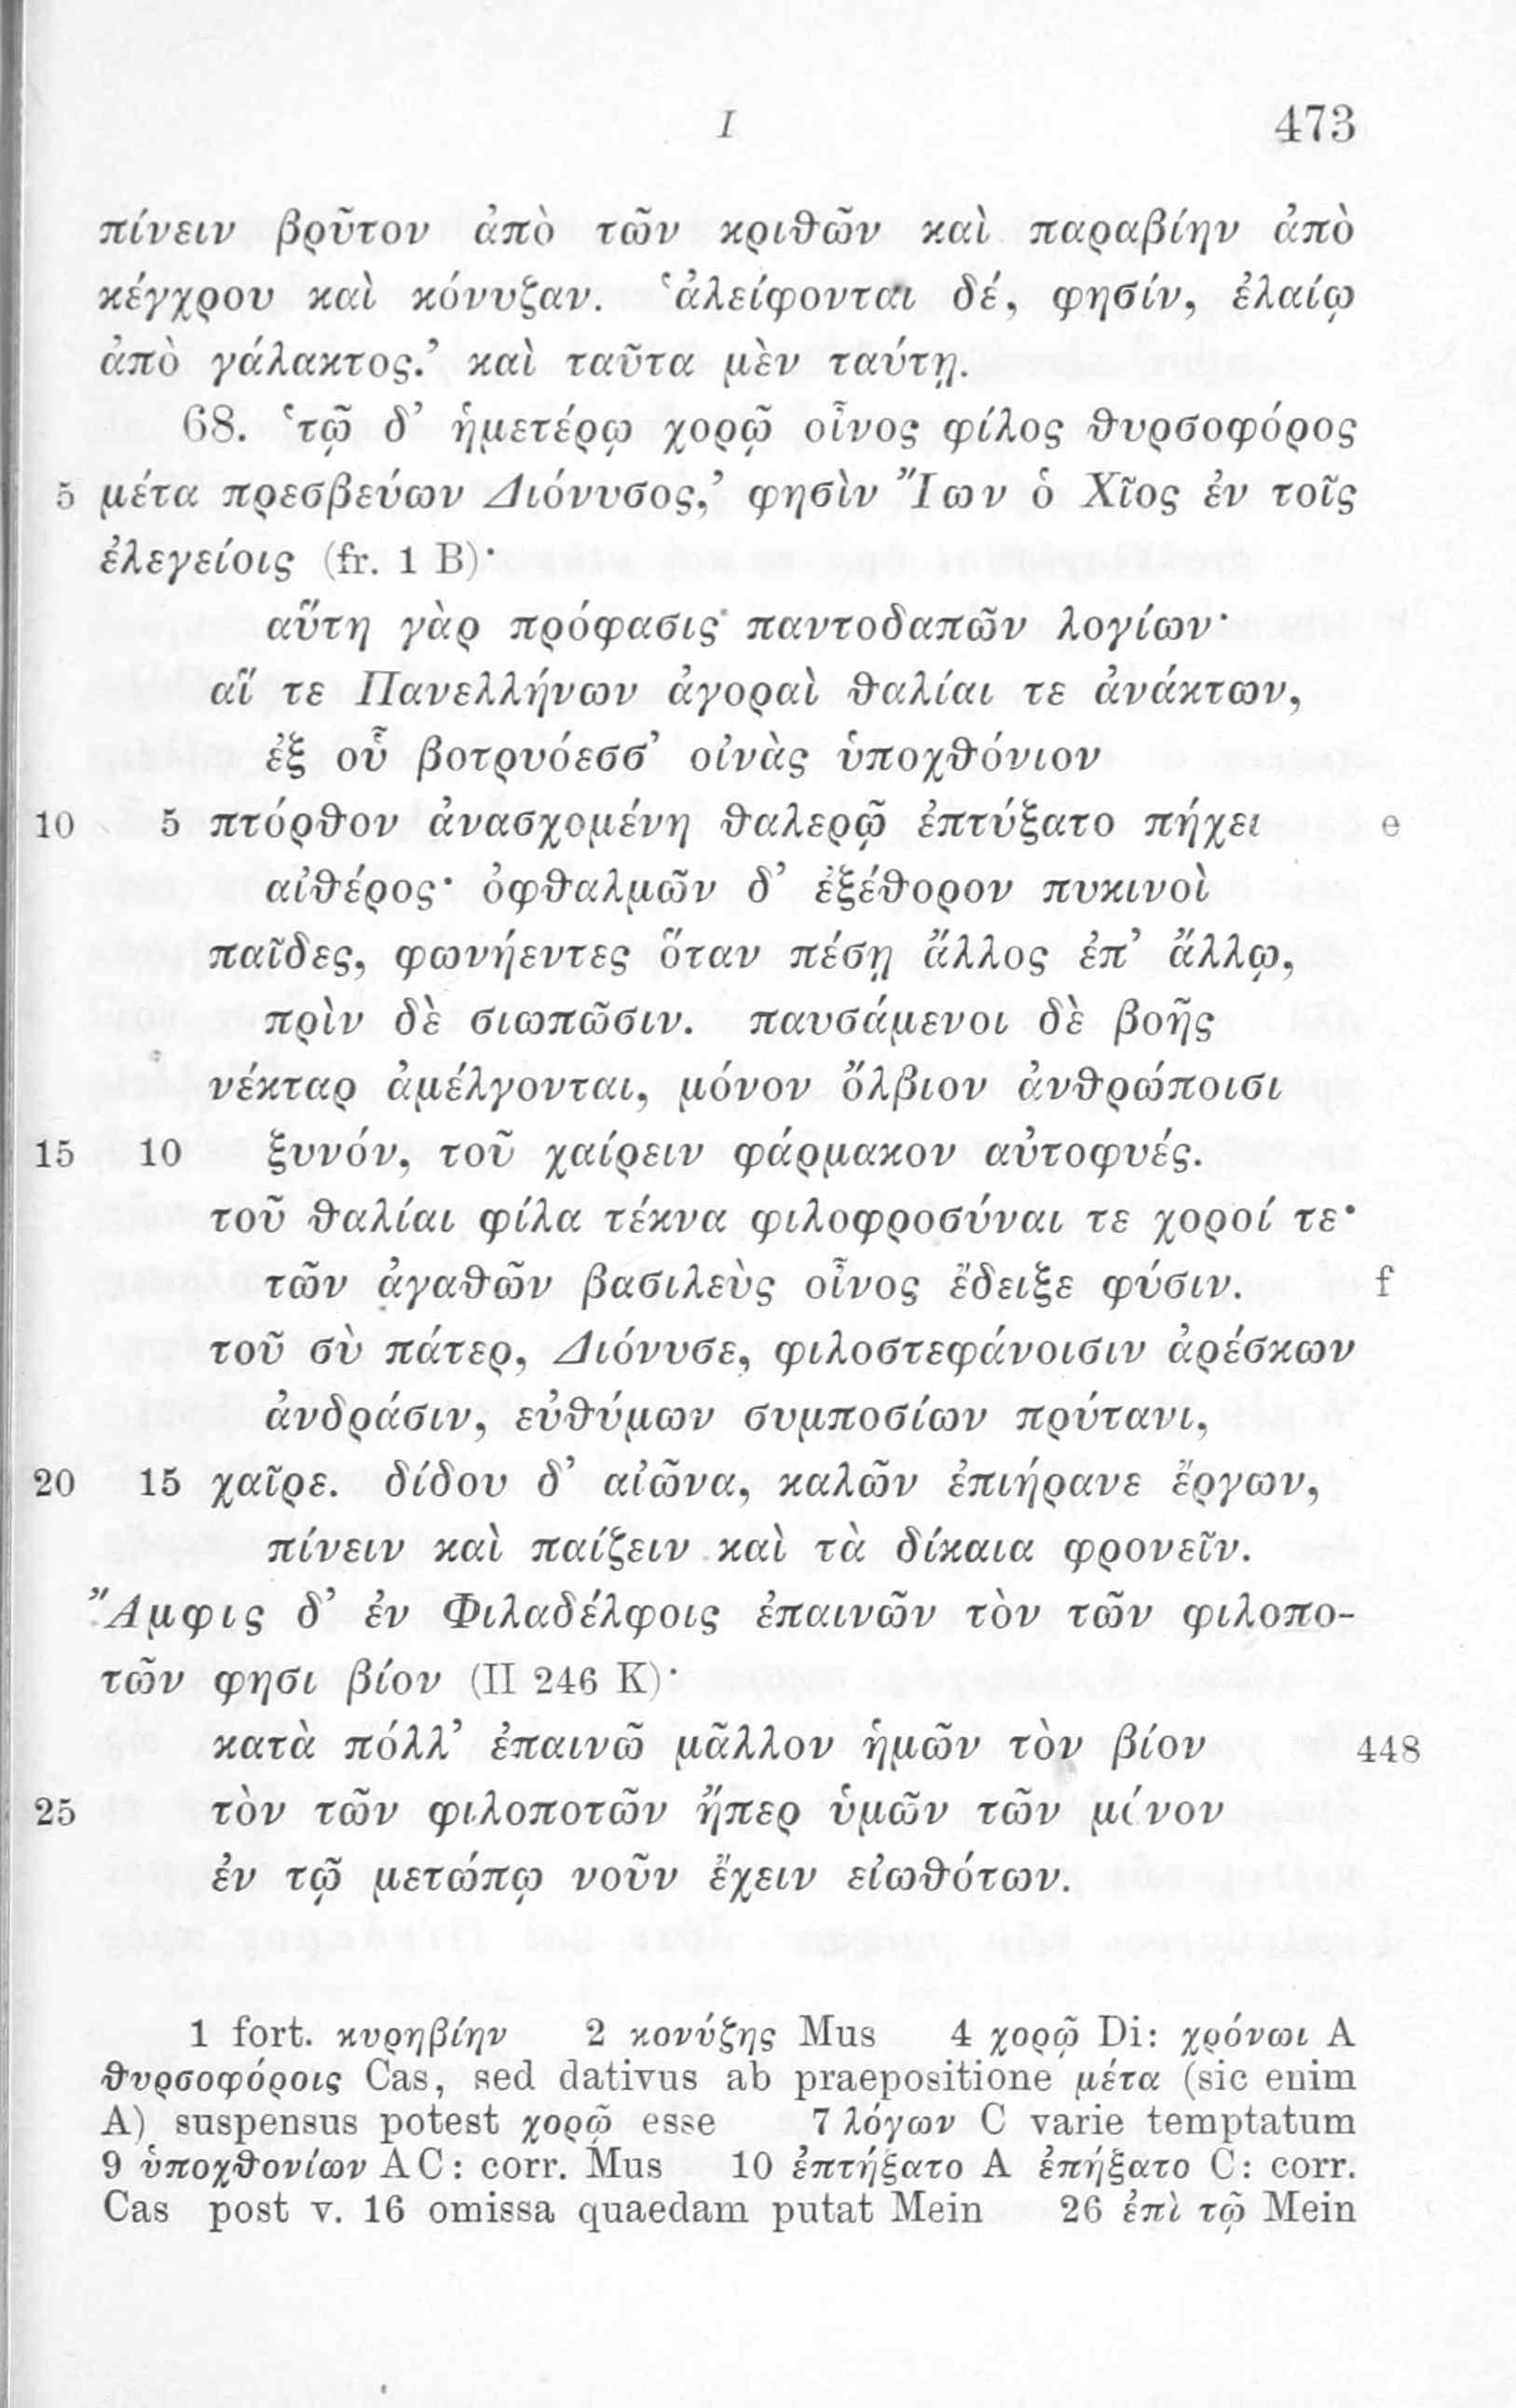 I 473
πίνειν βρῦτον ἀπὸ τῶν κριθῶν καὶ παραβίην ἀπὸ
κέγχρου καὶ κόνυζαν. ‘ἀλείφονται δέ, φησίν, ἐλαίῳ
ἀπὸ γάλακτος.’ καὶ ταῦτα μὲν ταύτῃ.
68. ‘τῷ δ’ ἡμετέρῳ χορῷ οἶνος φίλος θυρσοφόρος
5 μέτα πρεσβεύων Διόνυσος,’ φησὶν Ἴων ὁ Χῖος ἐν τοῖς
ἐλεγείοις (fr. 1 B)·
αὕτη γὰρ πρόφασις παντοδαπῶν λογίων·
αἵ τε Πανελλήνων ἀγοραὶ θαλίαι τε ἀνάκτων,
ἐξ οὗ βοτρυόεσσ’ οἰνὰς ὑποχθόνιον
10 5 πτόρθον ἀνασχομένη θαλερῷ ἐπτύξατο πήχει e
αἰθέρος· ὀφθαλμῶν δ’ ἐξέθορον πυκινοὶ
παῖδες, φωνήεντες ὅταν πέσῃ ἄλλος ἐπ’ ἄλλῳ,
πρὶν δὲ σιωπῶσιν. παυσάμενοι δὲ βοῆς
νέκταρ ἀμέλγονται, μόνον ὄλβιον ἀνθρώποισι
15 10 ξυνόν, τοῦ χαίρειν φάρμακον αὐτοφυές.
τοῦ θαλίαι φίλα τέκνα φιλοφροσύναι τε χοροί τε·
τῶν ἀγαθῶν βασιλεὺς οἶνος ἔδειξε φύσιν. f
τοῦ σὺ πάτερ, Διόνυσε, φιλοστεφάνοισιν ἀρέσκων
ἀνδράσιν, εὐθύμων συμποσίων πρύτανι,
20 15 χαῖρε. δίδου δ’ αἰῶνα, καλῶν ἐπιήρανε ἔργων,
πίνειν καὶ παίζειν καὶ τὰ δίκαια φρονεῖν.
Ἄμφις δ’ ἐν Φιλαδέλφοις ἐπαινῶν τὸν τῶν φιλοπο-
τῶν φησι βίον (II 246 K)·
κατὰ πόλλ’ ἐπαινῶ μᾶλλον ἡμῶν τὸν βίον 448
25 τὸν τῶν φιλοποτῶν ἤπερ ὑμῶν τῶν μόνον
ἐν τῷ μετώπῳ νοῦν ἔχειν εἰωθότων.
1 fort. κυρηβίην 2 κονύζης Mus 4 χορῷ Di: χρόνωι A
θυρσοφόροις Cas, sed dativus ab praepositione μέτα (sic enim
A) suspensus potest χορῷ esse 7 λόγων C varie temptatum
9 ὑποχθονίων AC: corr. Mus 10 ἐπτήξατο A ἐπήξατο C: corr.
Cas post v. 16 omissa quaedam putat Mein 26 ἐπὶ τῷ Mein